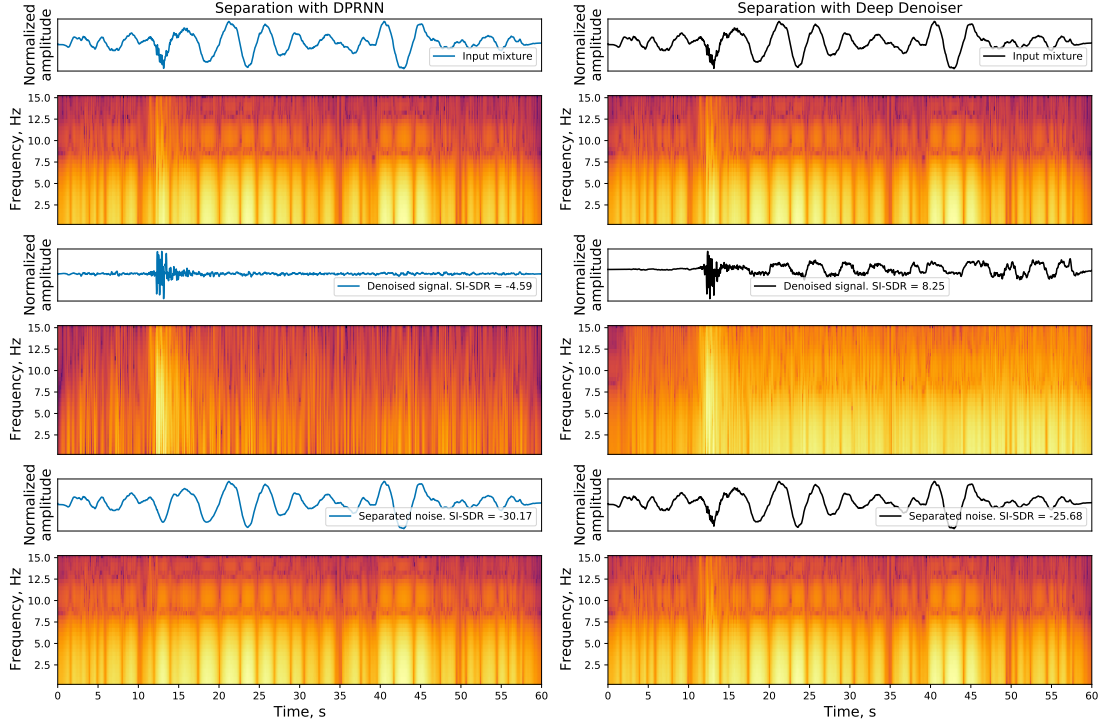 Separation with DPRNN
Separation with Deep Denoiser
Normalized
amplitude
Input mixture
Normalized
amplitude
Input mixture
Frequency, Hz
15.0
12.5
10.0
7.5
5.0
2.5
Frequency, Hz
15.0
12.5
10.0
7.5
5.0
2.5
Normalized
amplitude
Denoised signal. SI-SDR = -4.59
Normalized
amplitude
Denoised signal. SI-SDR = 8.25
Frequency, Hz
15.0
12.5
10.0
7.5
5.0
2.5
Frequency, Hz
15.0
12.5
10.0
7.5
5.0
2.5
Normalized
amplitude
Separated noise. SI-SDR = -30.17
Normalized
amplitude
Separated noise. SI-SDR = -25.68
Frequency, Hz
15.0
12.5
10.0
7.5
5.0
2.5
Frequency, Hz
15.0
12.5
10.0
7.5
5.0
2.5
0 5 10 15 20 25 30 35 40 45 50 55 60
0 5 10 15 20 25 30 35 40 45 50 55 60
Time, s
Time, s